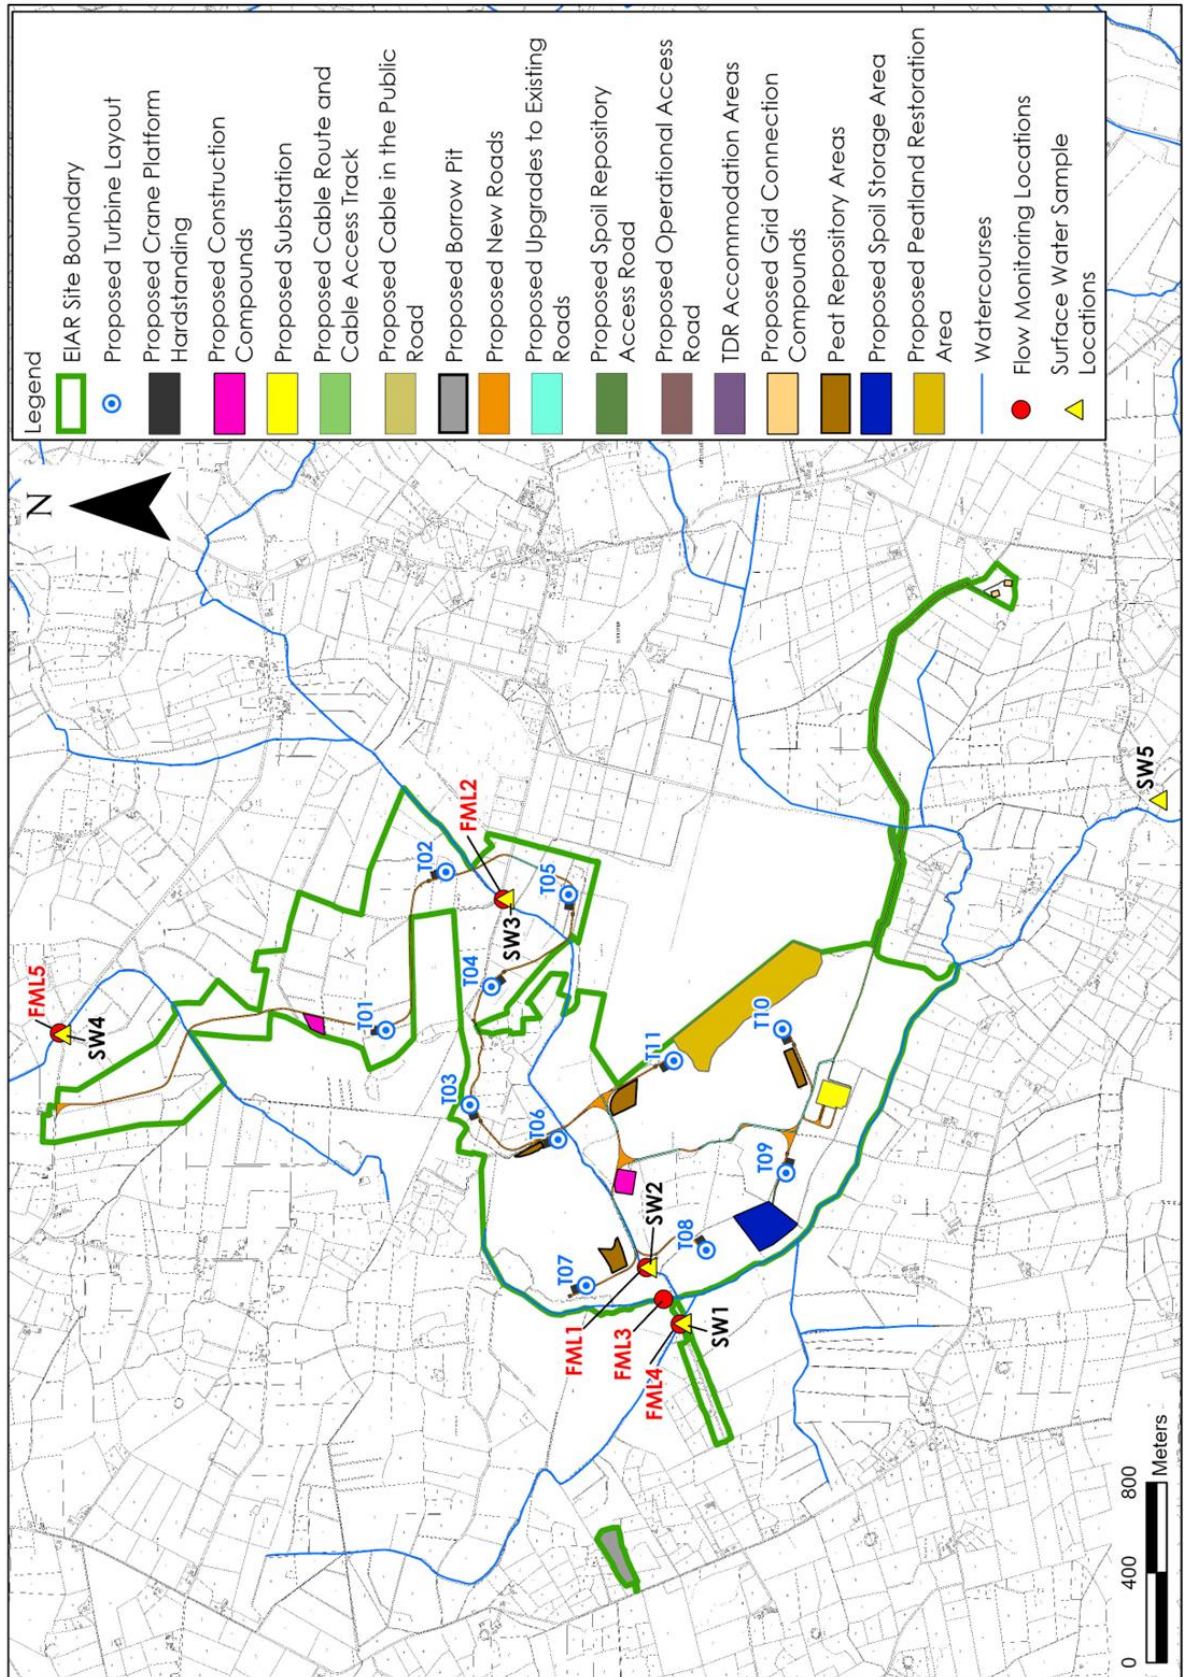 Legend
EIAR Site Boundary
Proposed Turbine Layout
Proposed Crane Platform
Hardstanding
Proposed Construction
Compounds
Proposed Substation
Proposed Cable Route and
Cable Access Track
Proposed Cable in the Public
Road
Proposed Borrow Pit
Proposed New Roads
Proposed Upgrades to Existing
Roads
Proposed Spoil Repository
Access Road
Proposed Operational Access
Road
TDR Accommodation Areas
Proposed Grid Connection
Compounds
Peat Repository Areas
Proposed Spoil Storage Area
Proposed Peatland Restoration
Area
Watercourses
Flow Monitoring Locations
Surface Water Sample
Locations
N
FML5
SW4
T01
T02
FML2
SW3
T03
T04
T05
T06
T11
T10
T07
SW2
T08
T09
FML1
FML3
FML4
SW1
SW5
0 400 800
Meters